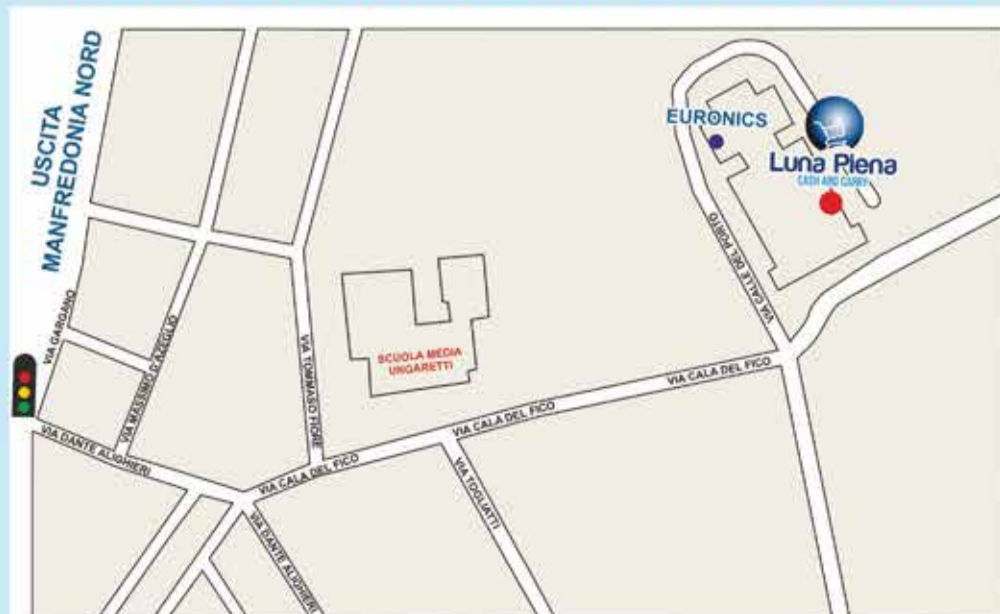 USCITA
MANFREDONIA NORD
EURONICS
Luna Piena
CASH AND CARRY
VIA CALLE DEL PORTO
VIA GARGANO
VIA MASSIMO D'AZEGLIO
VIA TOMMASO FIORE
SCUOLA MEDIA
UNGARETTI
VIA CALA DEL FICO
VIA CALA DEL FICO
VIA CALA DEL FICO
VIA DANTE ALIGHIERI
VIA TOGLIATTI
VIA DANTE ALIGHIERI